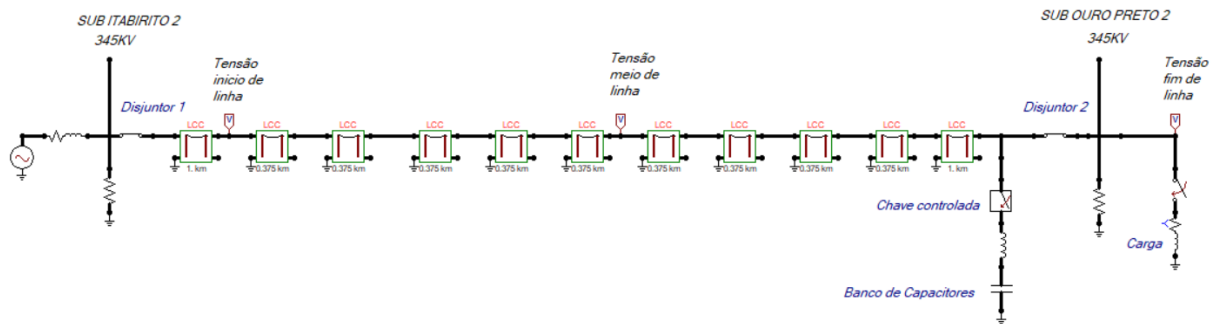 SUB ITABIRITO 2
345KV
SUB OURO PRETO 2
345KV
Tensão
inicio de
linha
Tensão
meio de
linha
Tensão
fim de
linha
Disjuntor 1
Disjuntor 2
V
V
V
LCC
LCC
LCC
LCC
LCC
LCC
LCC
LCC
LCC
LCC
LCC
1. km
0.375 km
0.375 km
0.375 km
0.375 km
0.375 km
0.375 km
0.375 km
0.375 km
0.375 km
1. km
Chave controlada
Carga
Banco de Capacitores